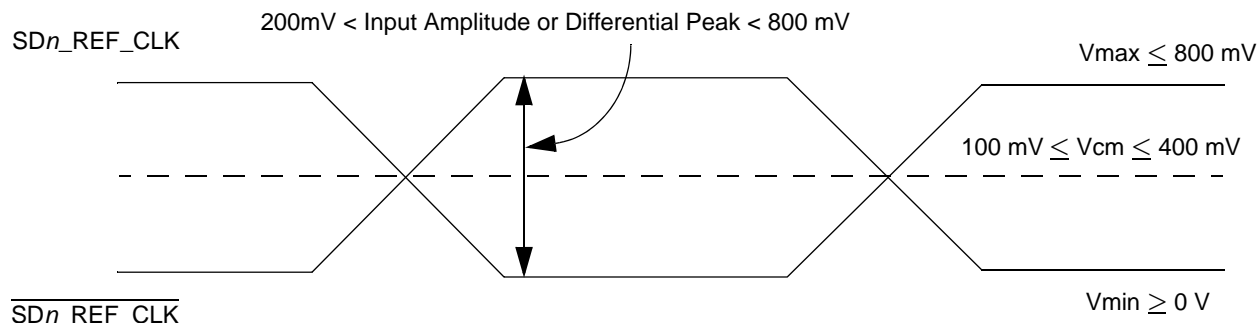 200mV < Input Amplitude or Differential Peak < 800 mV
SDn_REF_CLK
Vmax ≤ 800 mV
100 mV ≤ Vcm ≤ 400 mV
SDn_REF_CLK
Vmin ≥ 0 V